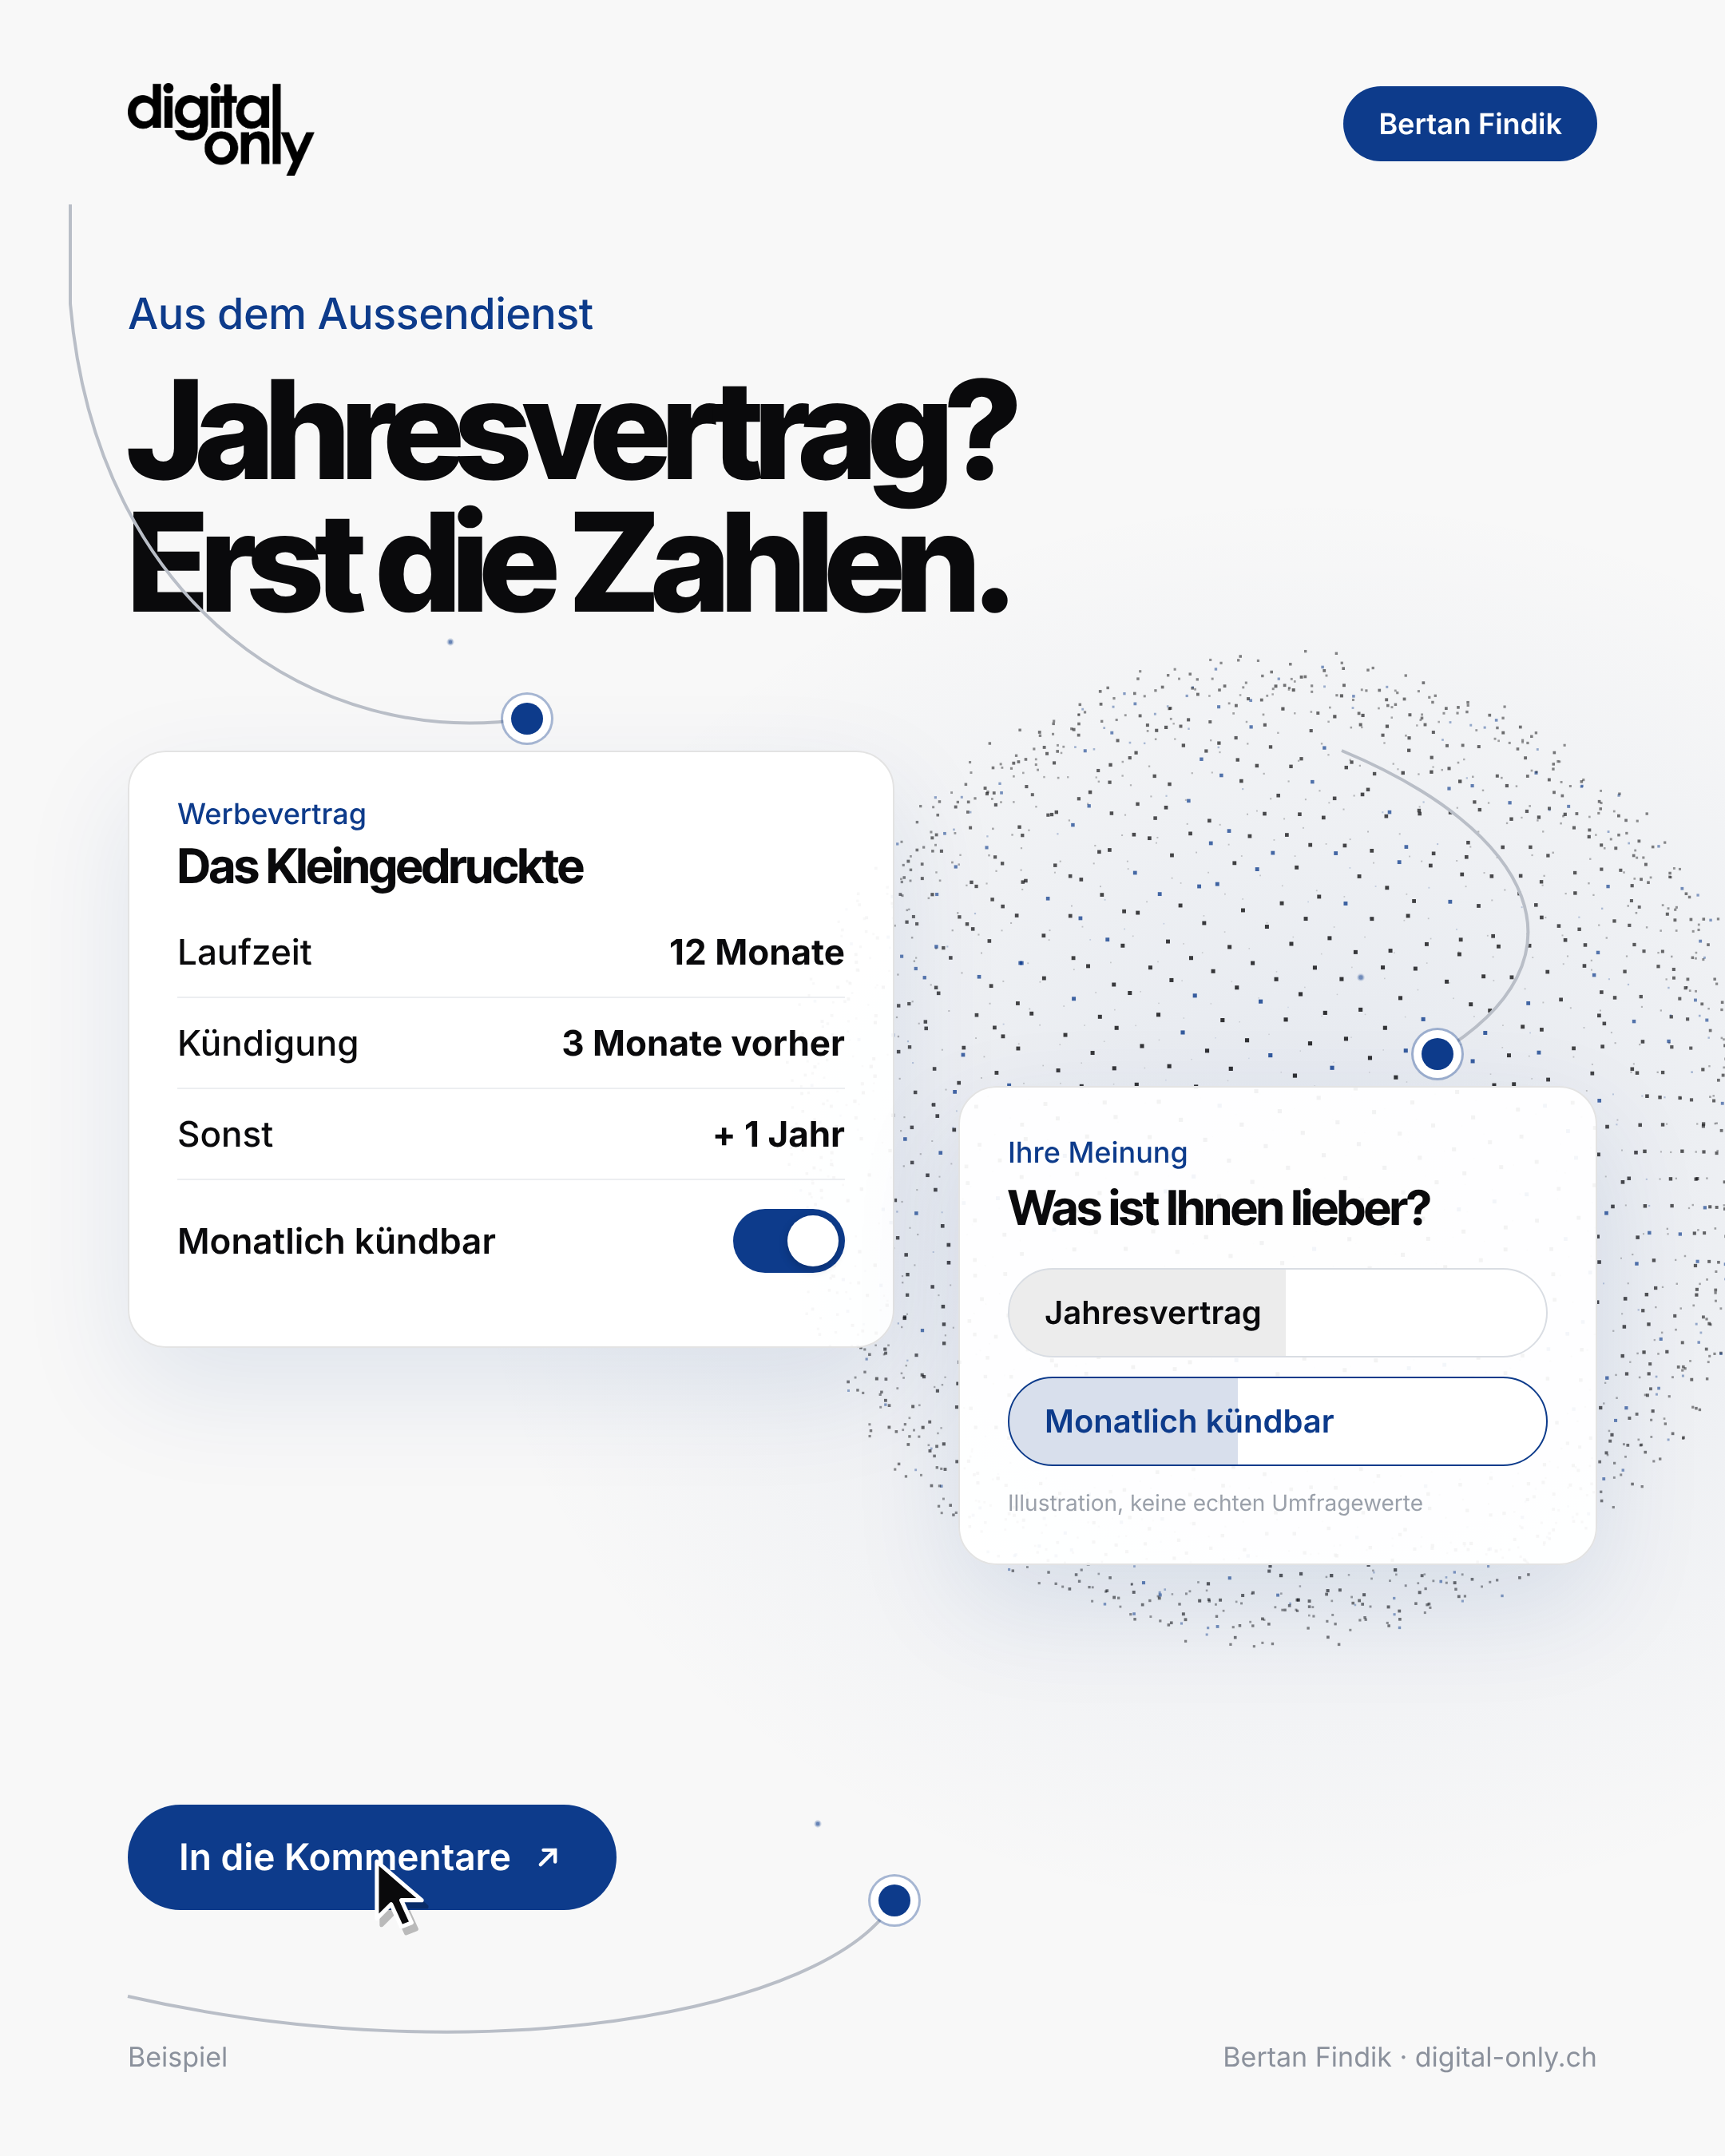 digital
only
Bertan Findik
Aus dem Aussendienst
Jahresvertrag?
Erst die Zahlen.
Werbevertrag
Das Kleingedruckte
Laufzeit 12 Monate
Kündigung 3 Monate vorher
Sonst + 1 Jahr
Monatlich kündbar
Ihre Meinung
Was ist Ihnen lieber?
Jahresvertrag
Monatlich kündbar
Illustration, keine echten Umfragewerte
In die Kommentare ↗
Beispiel
Bertan Findik · digital-only.ch